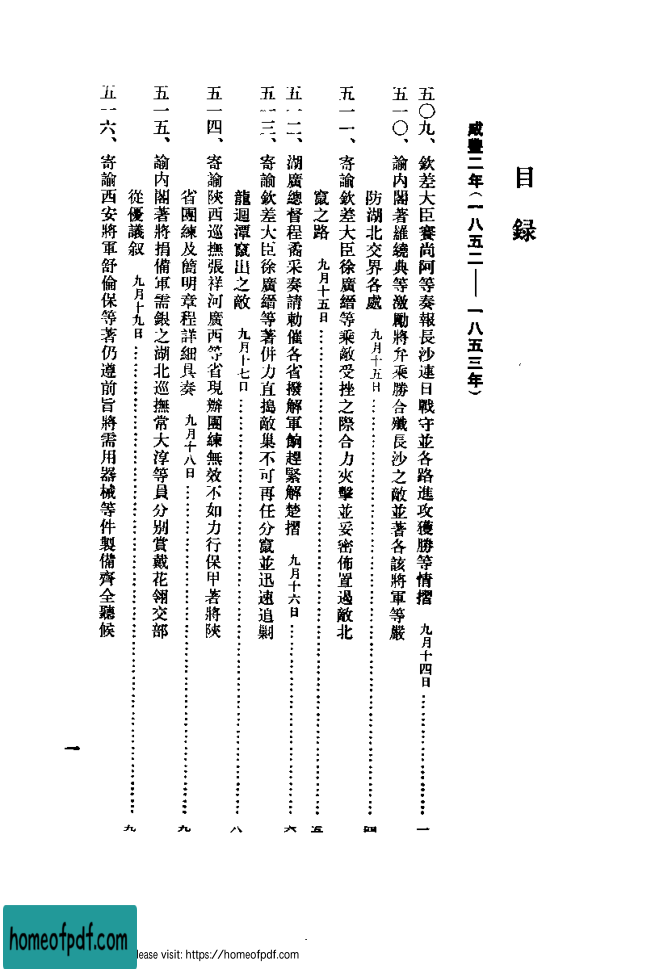 目 录
咸豐二年（一八五二——一八五三年）
五〇九、欽差大臣賽尚阿等奏報長沙連日戰守並各路進攻獲勝等情摺 九月十四日……一
五一〇、諭內閣著羅繞典等激勵將弁乘勝合殲長沙之敵並著各該將軍等嚴
防湖北交界各處 九月十五日……四
五一一、寄諭欽差大臣徐廣縉等乘敵受挫之際合力夾擊並妥密佈置過敵北
竄之路 九月十五日……五
五一二、湖廣總督程矞采奏請勅催各省撥解軍餉趕緊解楚摺 九月十六日……六
五一三、寄諭欽差大臣徐廣縉等著併力直搗敵巢不可再任分竄並迅速追剿
龍迴潭竄出之敵 九月十七日……八
五一四、寄諭陝西巡撫張祥河廣西等省現辦團練無效不如力行保甲著將陝
省團練及簡明章程詳細具奏 九月十八日……九
五一五、諭内閣著將捐備軍需銀之湖北巡撫常大淳等員分別賞戴花翎交部
從優議叙 九月十九日……九
五一六、寄諭西安將軍舒倫保等著仍遵前旨將需用器械等件製備齊全聽候
一
homeofpdf.com
lease visit: https://homeofpdf.com